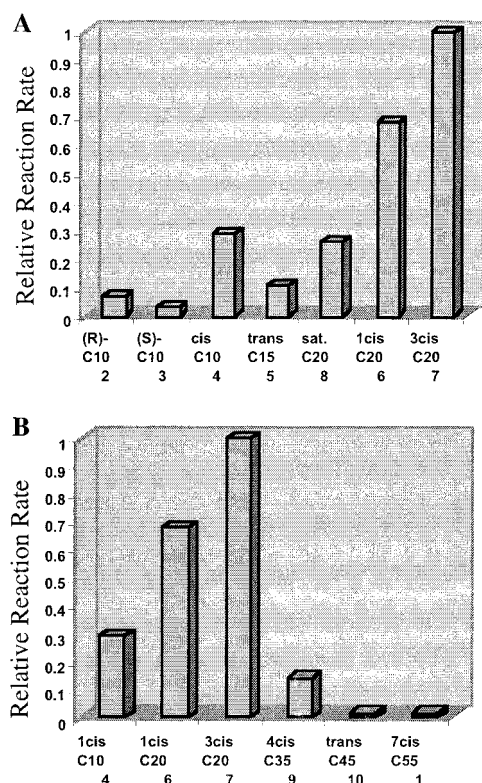 A
Relative Reaction Rate
1
0.9
0.8
0.7
0.6
0.5
0.4
0.3
0.2
0.1
0
(R)- (S)- cis trans sat. 1cis 3cis
C10 C10 C10 C15 C20 C20 C20
2 3 4 5 8 6 7
B
Relative Reaction Rate
1
0.9
0.8
0.7
0.6
0.5
0.4
0.3
0.2
0.1
0
1cis 1cis 3cis 4cis trans 7cis
C10 C20 C20 C35 C45 C55
4 6 7 9 10 1